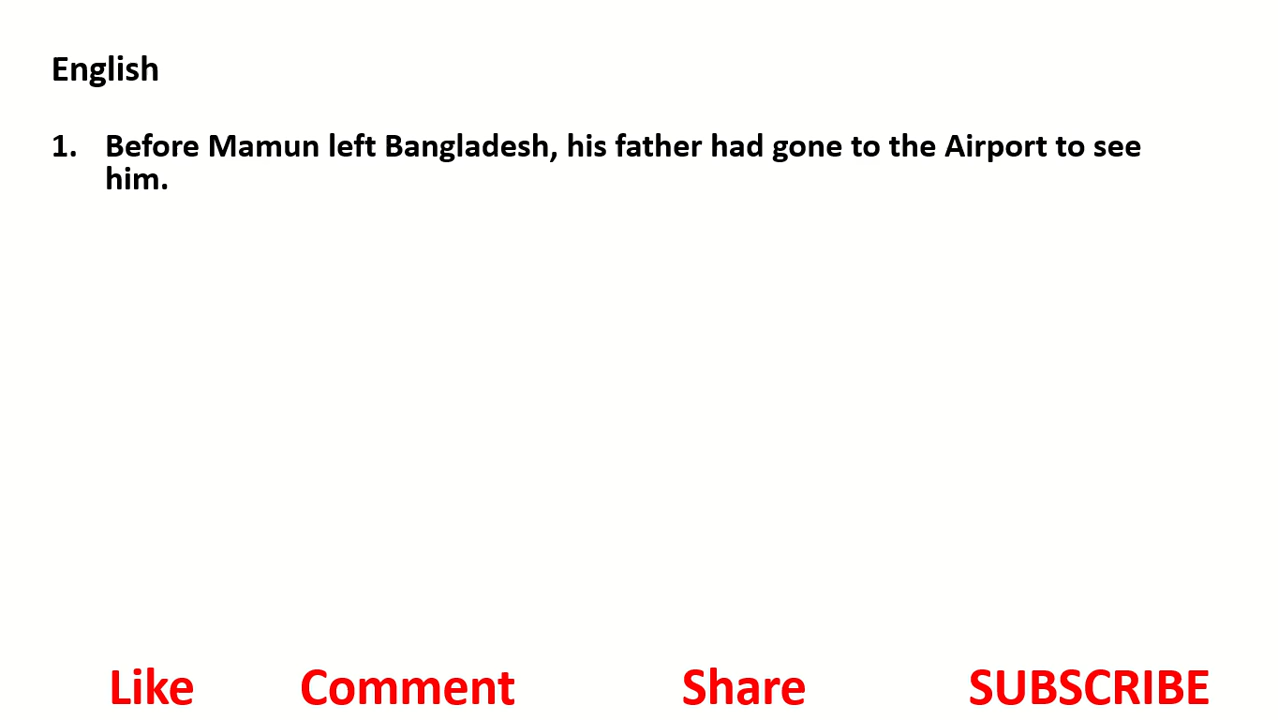 English
1. Before Mamun left Bangladesh, his father had gone to the Airport to see
him.
Like Comment Share SUBSCRIBE